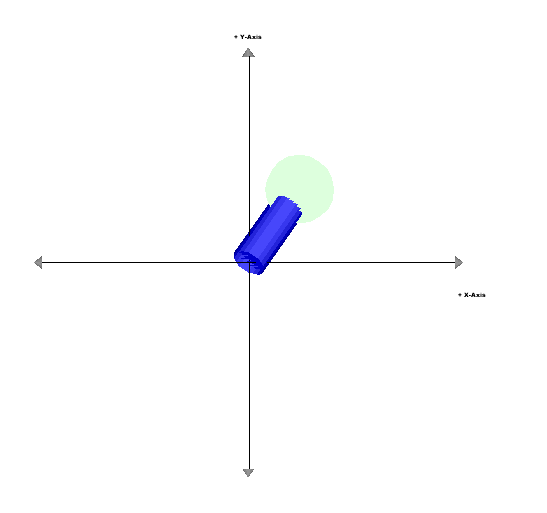 + Y-Axis
+ X-Axis